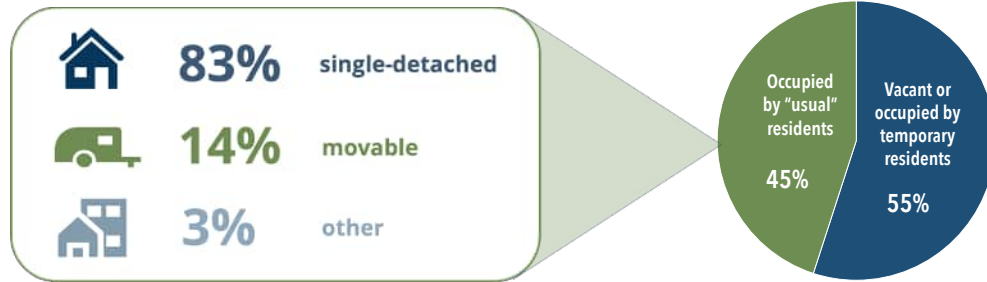 83% single-detached
14% movable
3% other
Occupied
by “usual”
residents
45%
Vacant or
occupied by
temporary
residents
55%